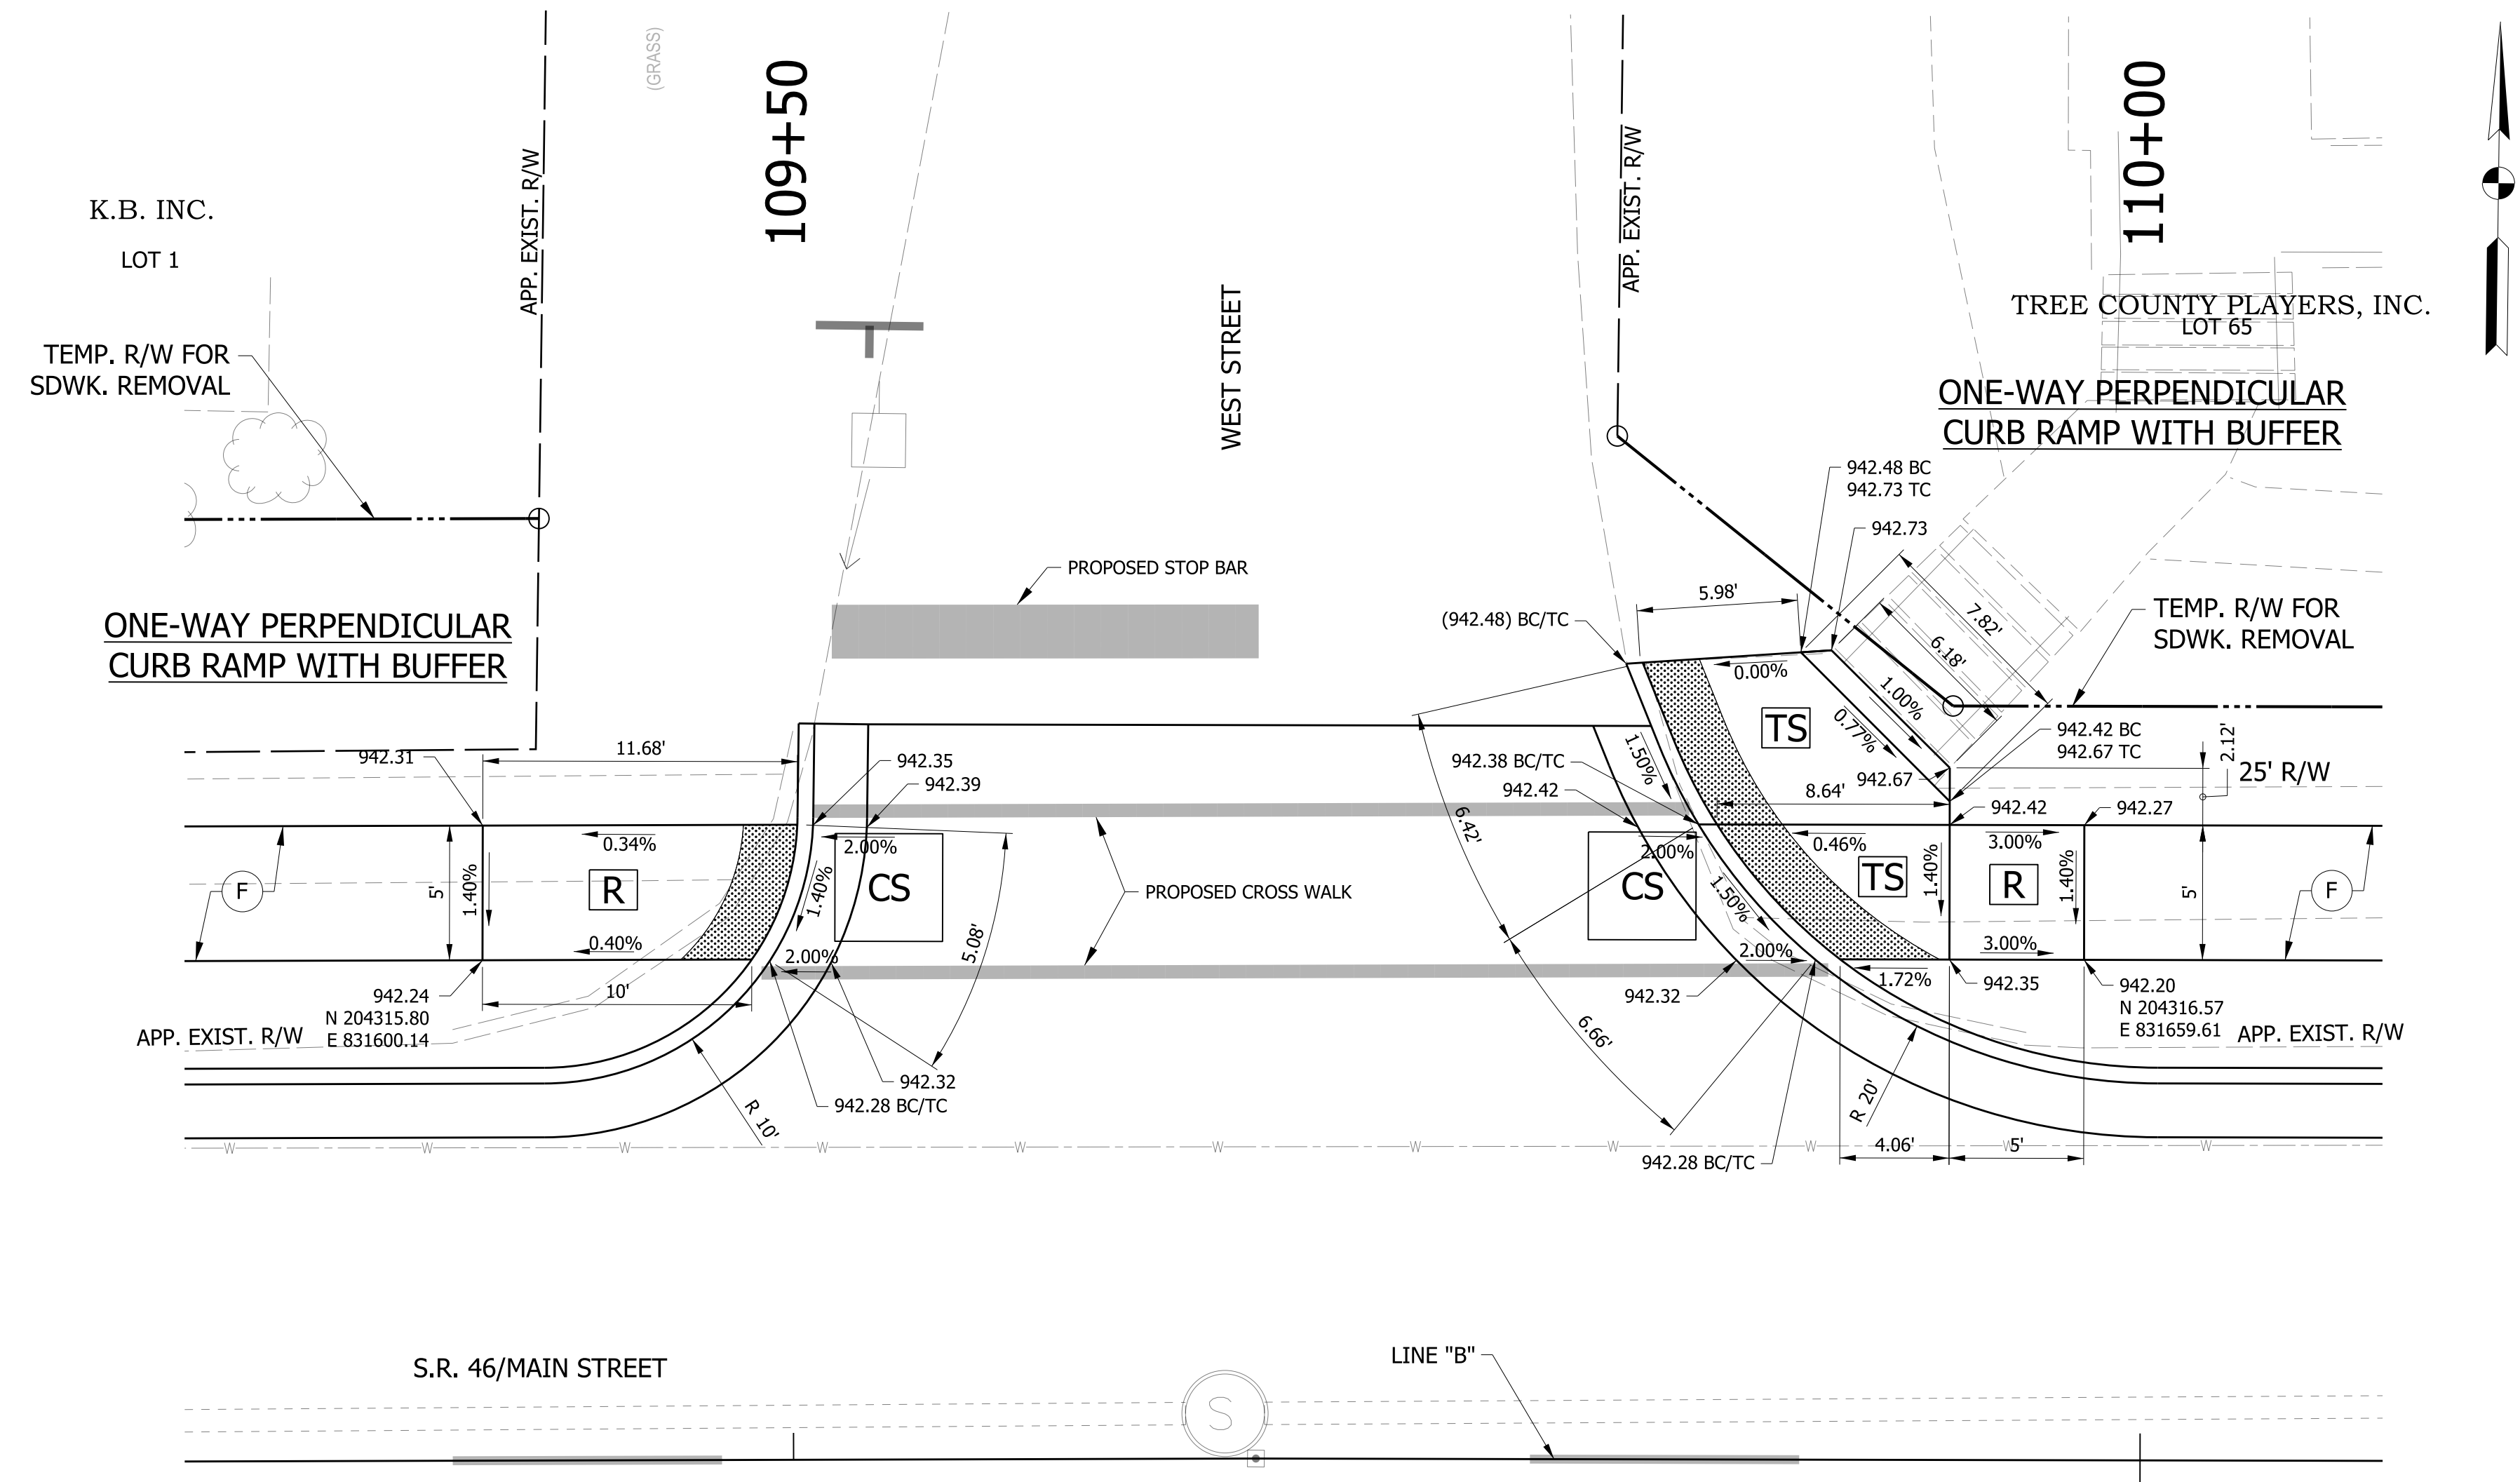 (GRASS)
109+50
110+00
APP. EXIST. R/W
APP. EXIST. R/W
K.B. INC.
LOT 1
WEST STREET
TREE COUNTY PLAYERS, INC.
LOT 65
TEMP. R/W FOR
SDWK. REMOVAL
ONE-WAY PERPENDICULAR
CURB RAMP WITH BUFFER
942.48 BC
942.73 TC
942.73
PROPOSED STOP BAR
5.98'
(942.48) BC/TC
7.82'
6.18'
TEMP. R/W FOR
SDWK. REMOVAL
ONE-WAY PERPENDICULAR
CURB RAMP WITH BUFFER
0.00%
1.00%
TS
0.77%
942.42 BC
942.67 TC
2.12'
25' R/W
942.31
11.68'
942.35
942.39
942.38 BC/TC
942.42
1.50%
942.67
8.64'
942.42
942.27
6.42'
0.34%
2.00%
2.00%
0.46%
3.00%
F
5'
1.40%
R
1.40%
CS
PROPOSED CROSS WALK
CS
1.50%
TS
1.40%
R
1.40%
5'
F
0.40%
2.00%
5.08'
2.00%
3.00%
1.72%
942.24
N 204315.80
E 831600.14
10'
942.32
942.35
942.20
N 204316.57
E 831659.61
APP. EXIST. R/W
APP. EXIST. R/W
6.66'
942.32
942.28 BC/TC
R 10'
R 20'
W W W W W W W W W W W
4.06'
5'
942.28 BC/TC
S.R. 46/MAIN STREET
LINE "B"
S